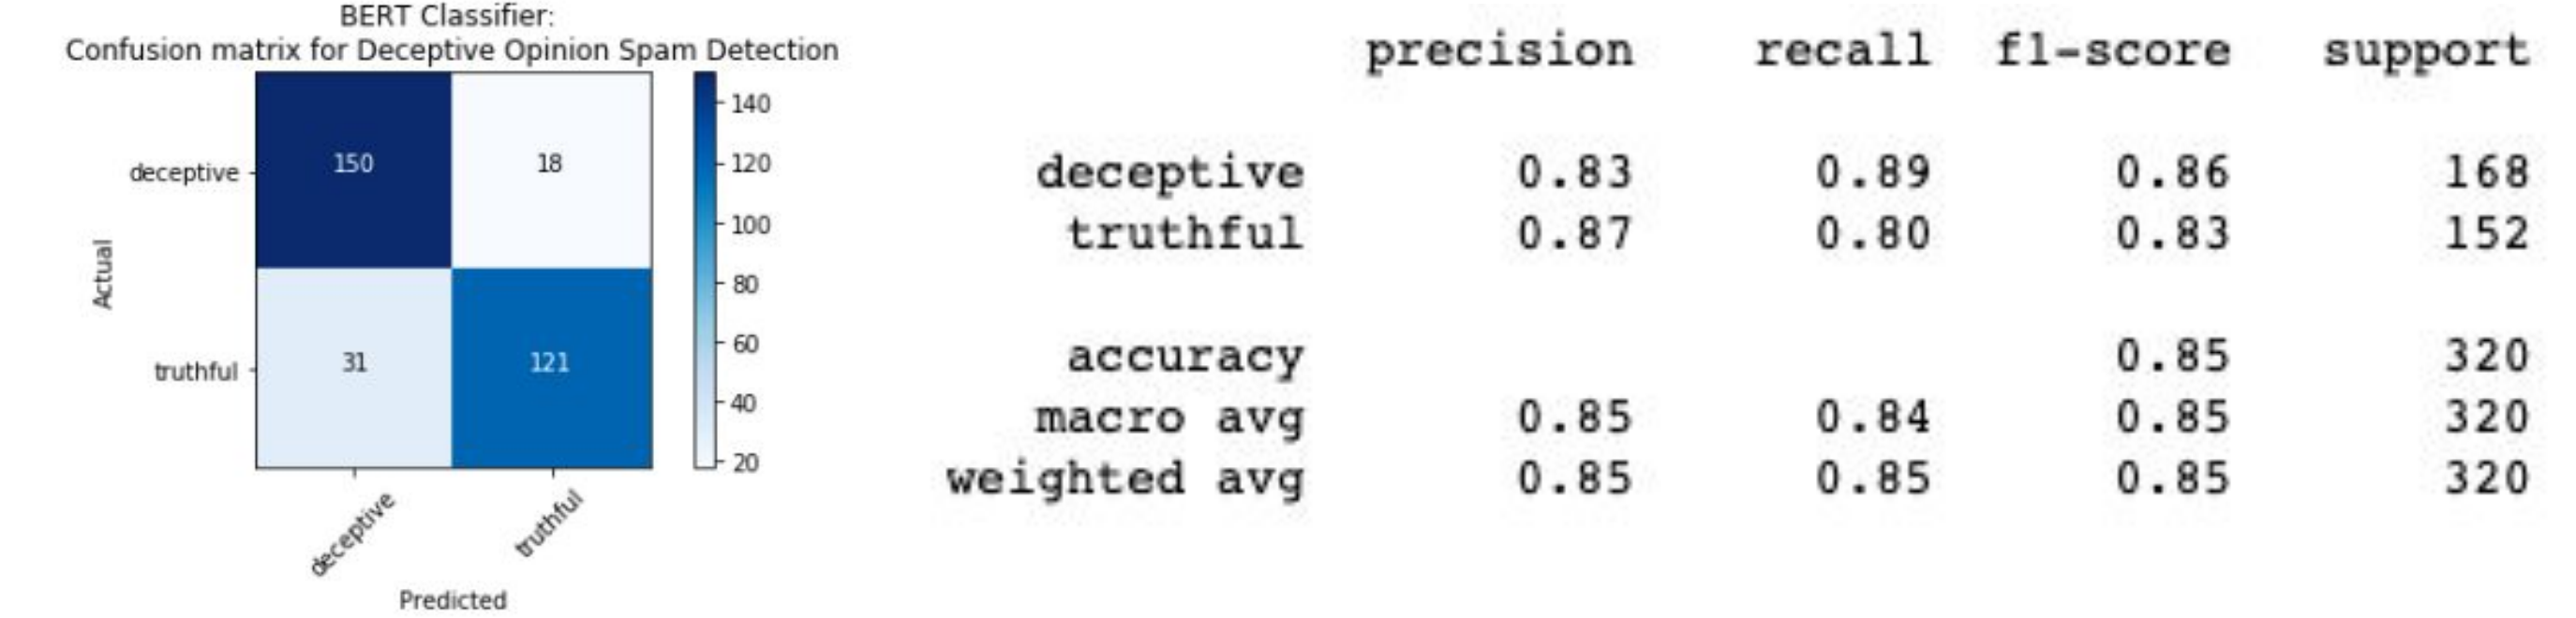 BERT Classifier:
Confusion matrix for Deceptive Opinion Spam Detection
140
150 18
deceptive
120
100
Actual
80
60
31 121
truthful
40
20
deceptive truthful
Predicted
precision recall f1-score support
deceptive 0.83 0.89 0.86 168
truthful 0.87 0.80 0.83 152
accuracy 0.85 320
macro avg 0.85 0.84 0.85 320
weighted avg 0.85 0.85 0.85 320